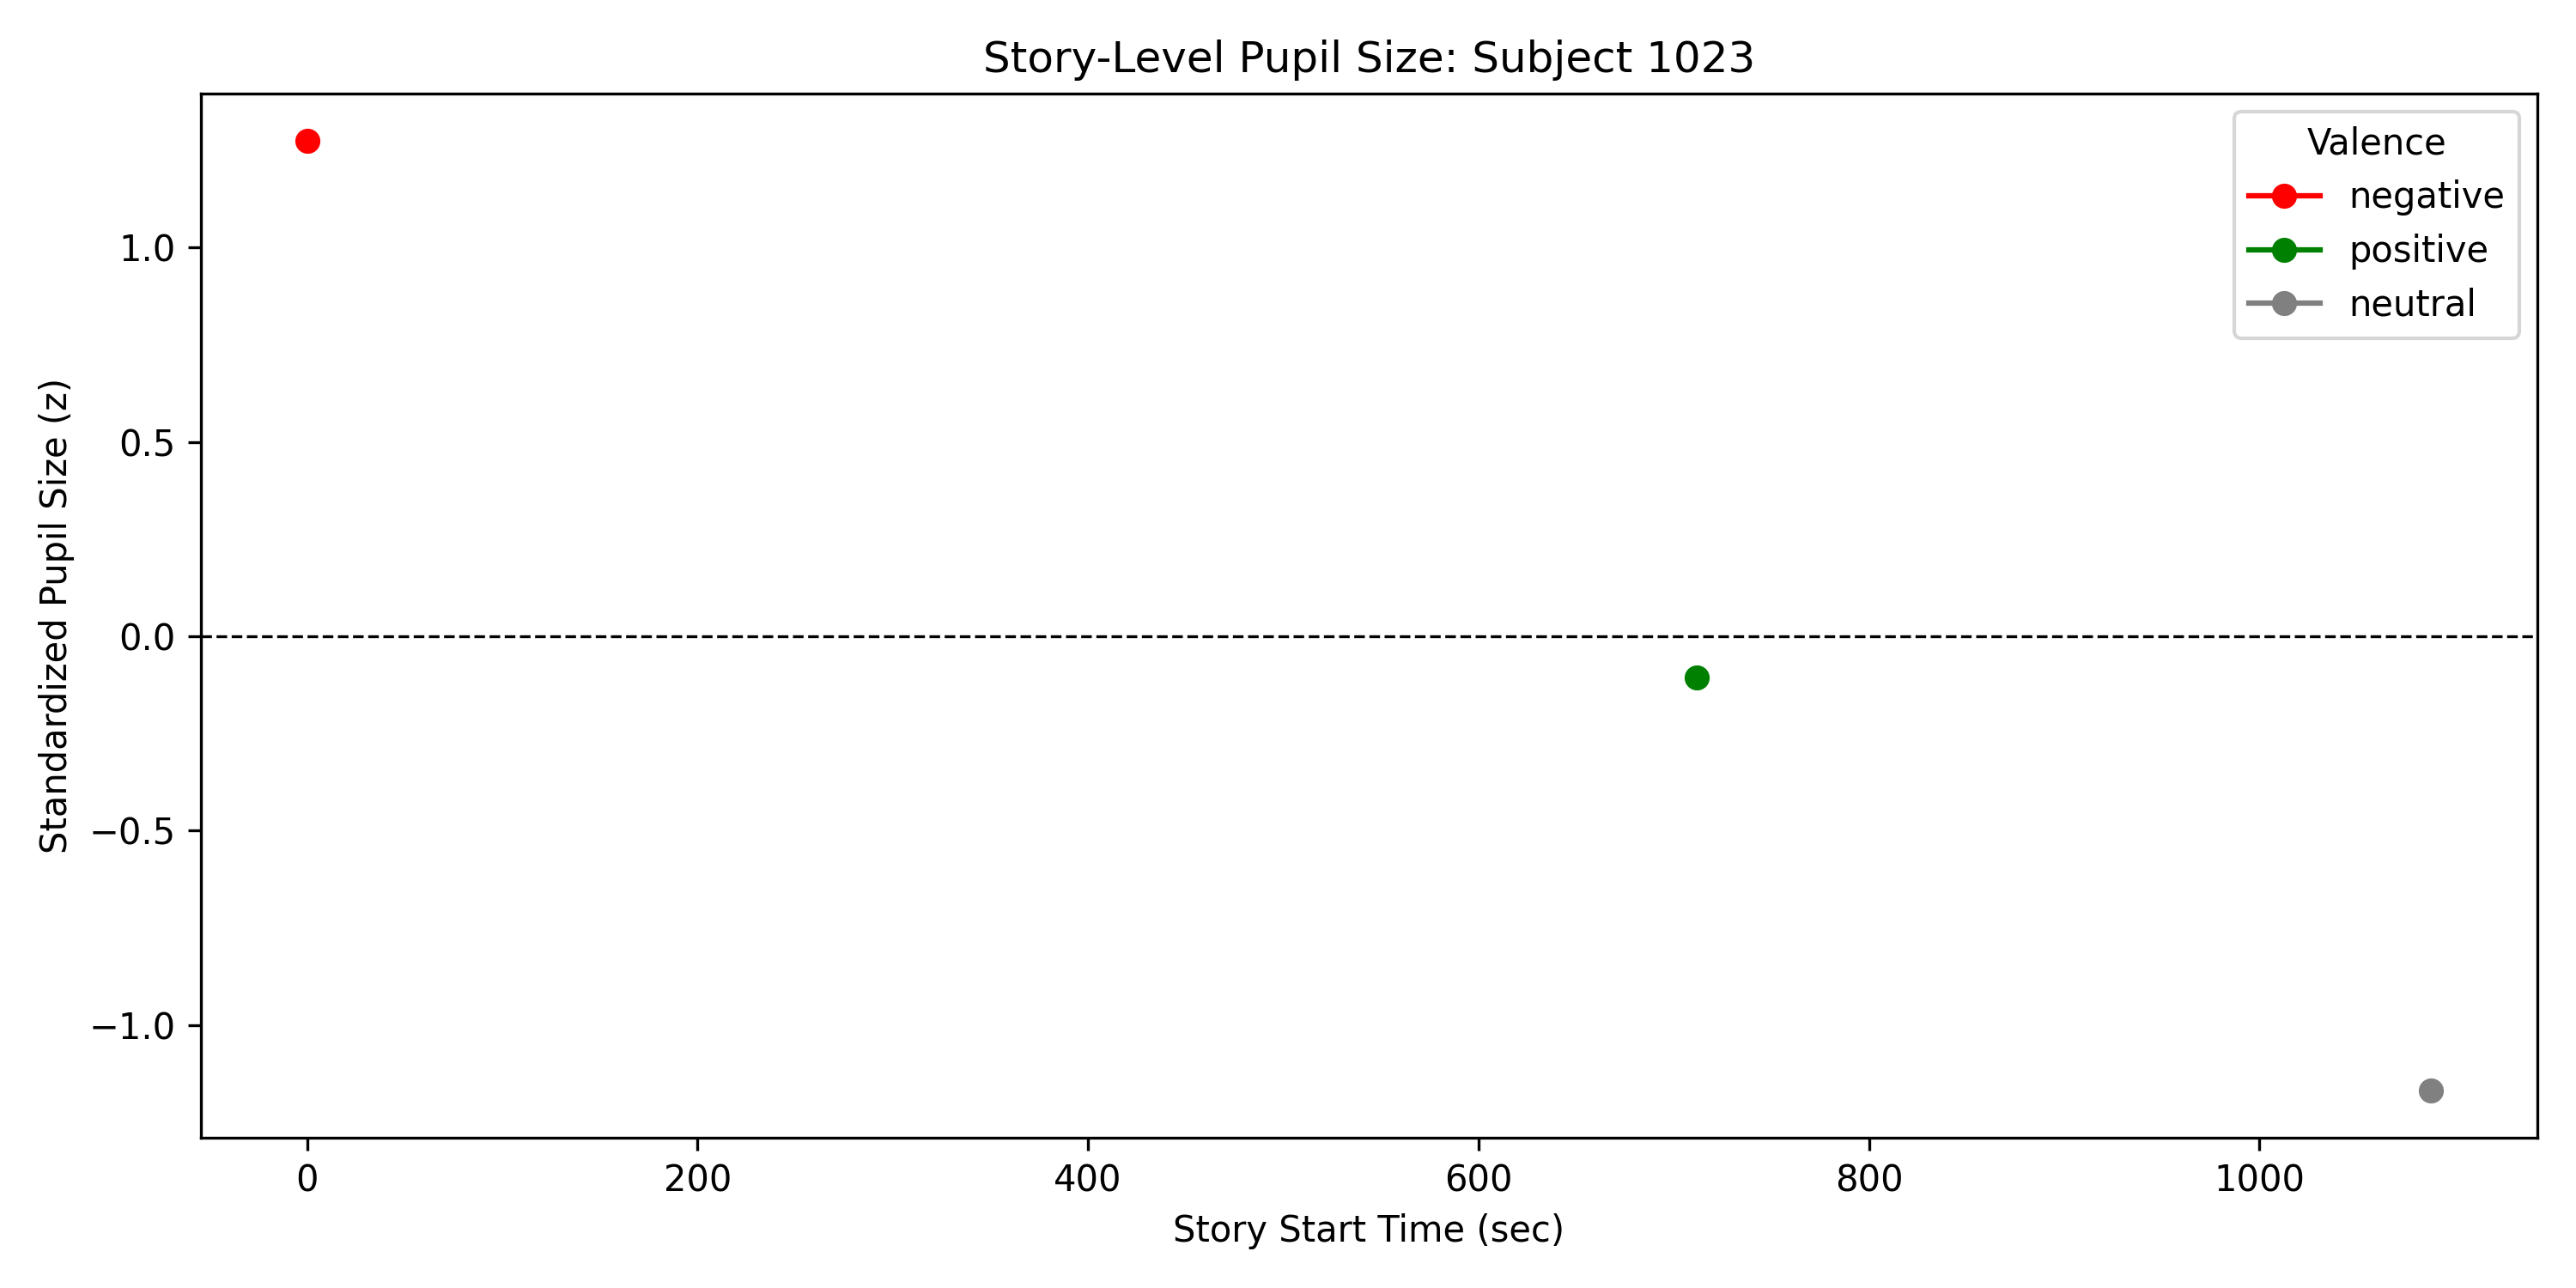 Story-Level Pupil Size: Subject 1023
Valence
negative
positive
neutral
Standardized Pupil Size (z)
1.0
0.5
0.0
−0.5
−1.0
0 200 400 600 800 1000
Story Start Time (sec)